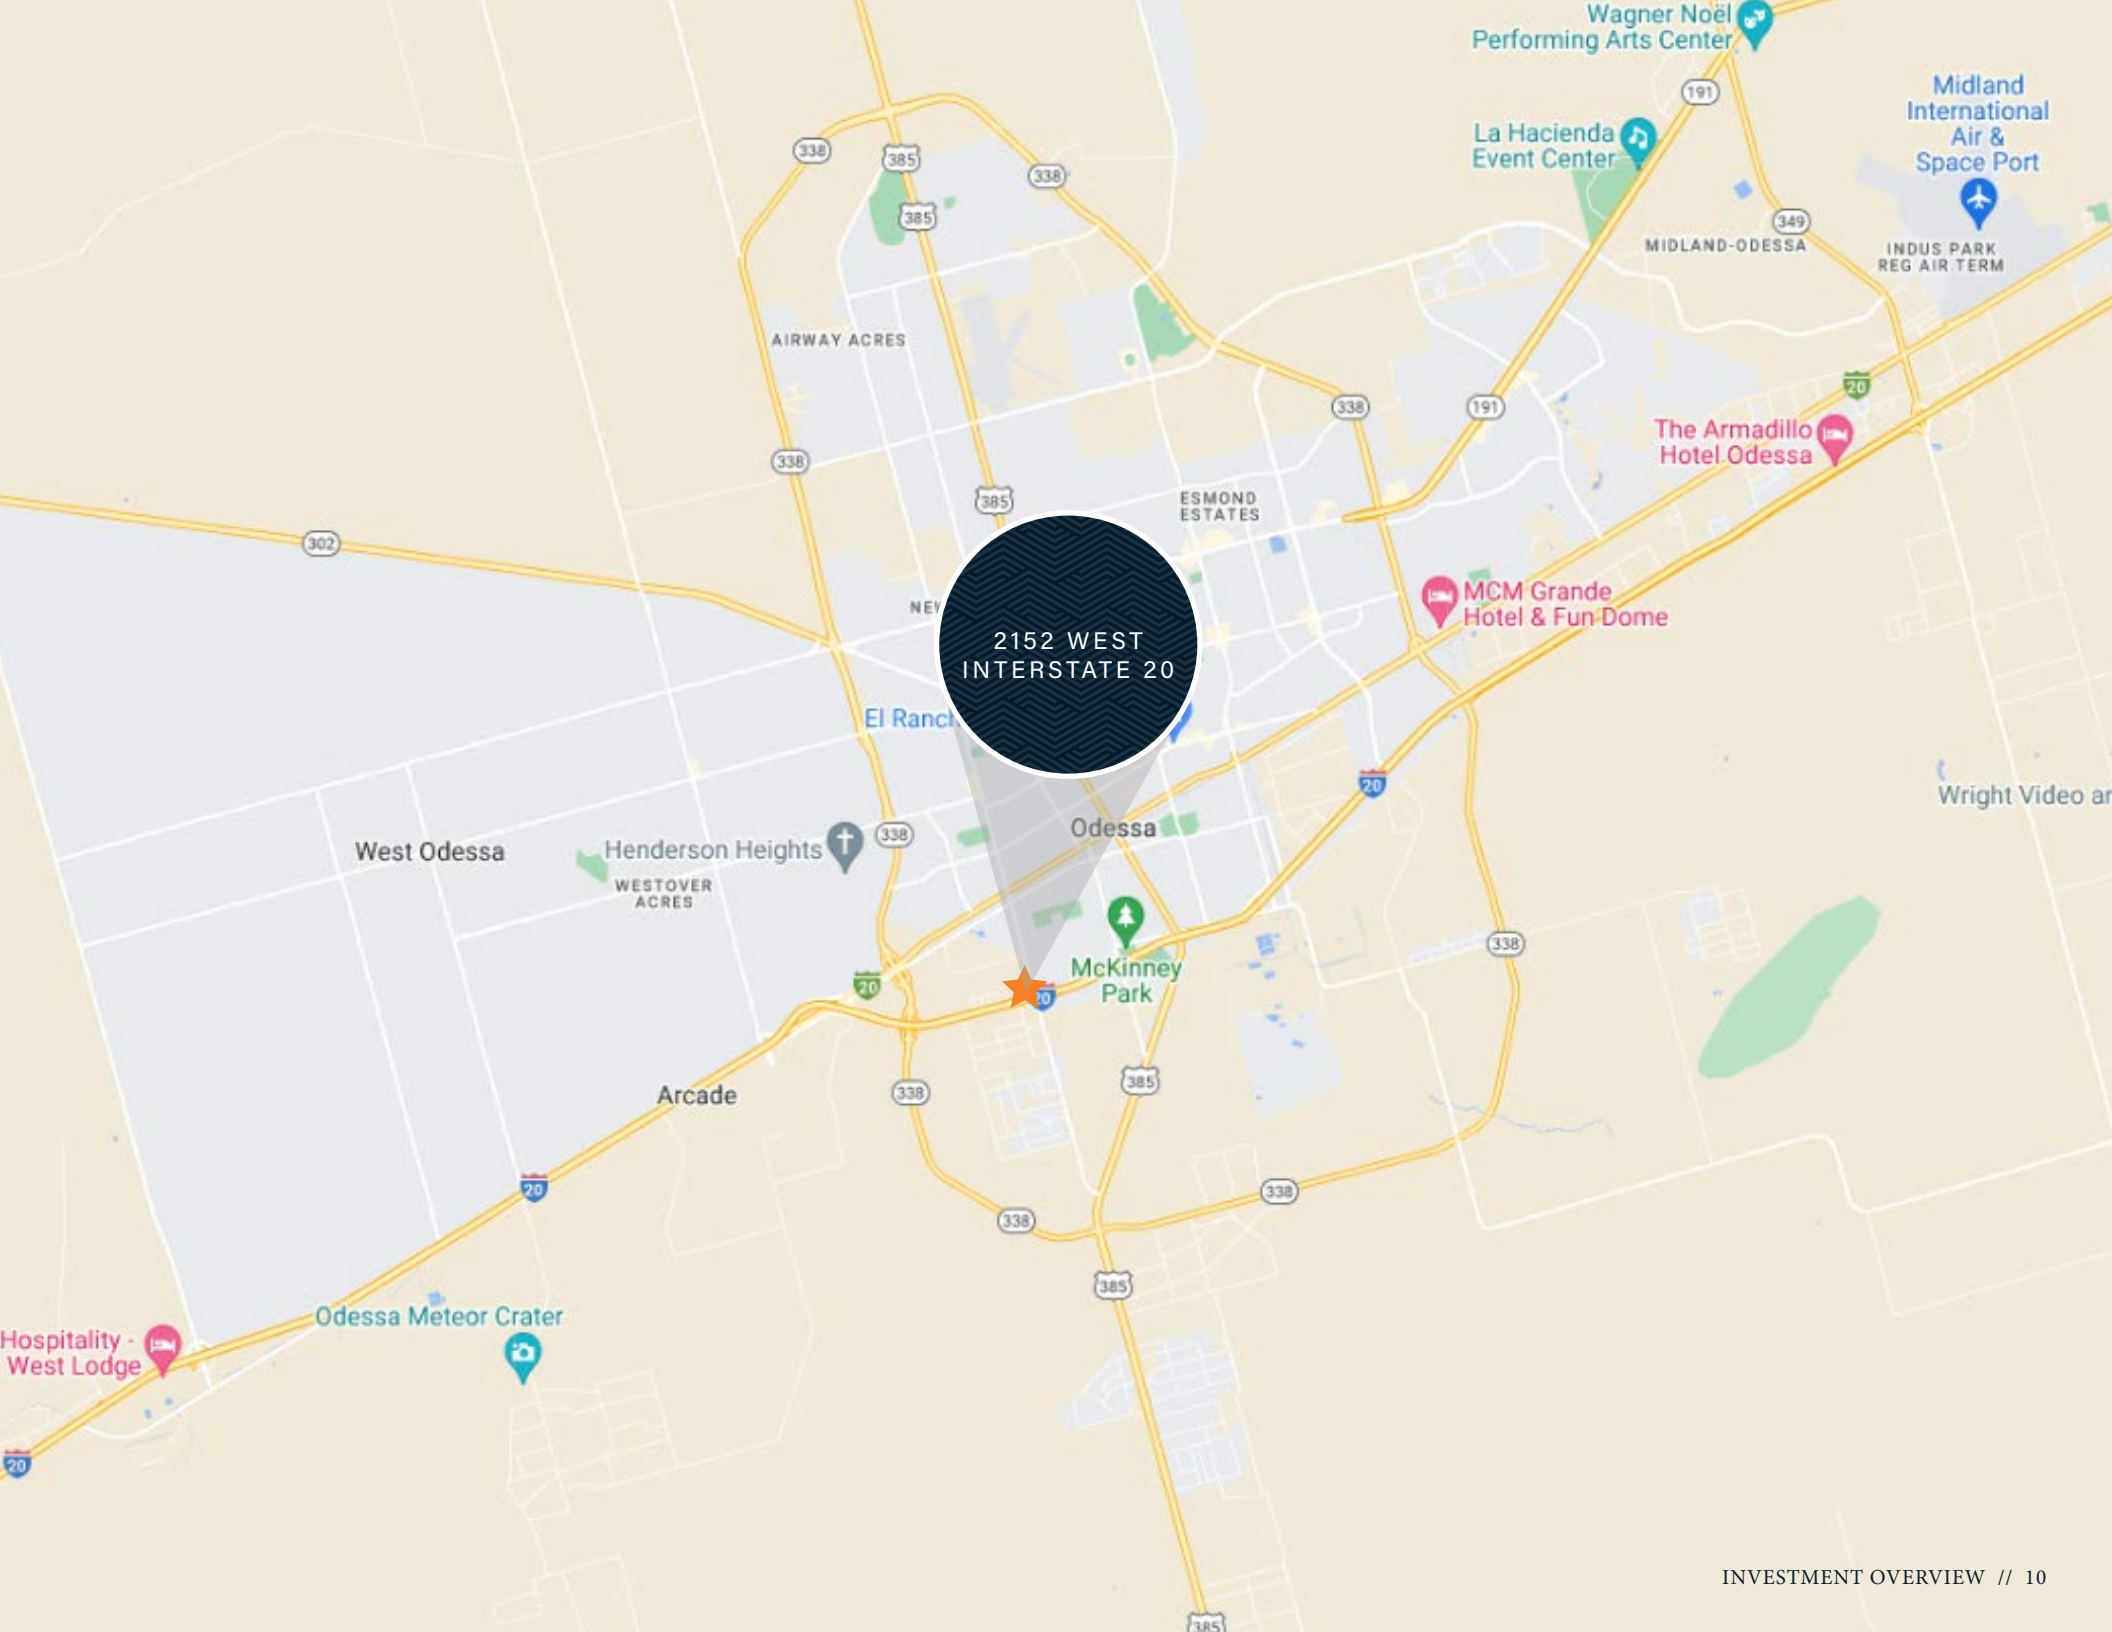 Wagner Noël
Performing Arts Center
191
Midland
International
Air &
Space Port
La Hacienda
Event Center
338
385
338
385
349
MIDLAND-ODESSA
INDUS PARK
REG AIR TERM
AIRWAY ACRES
20
338
191
The Armadillo
Hotel Odessa
338
385
ESMOND
ESTATES
302
MCM Grande
Hotel & Fun Dome
2152 WEST
INTERSTATE 20
El Ranch
20
Wright Video ar
Odessa
338
West Odessa
Henderson Heights
WESTOVER
ACRES
338
McKinney
Park
20
20
385
Arcade
338
20
338
338
385
Odessa Meteor Crater
Hospitality -
West Lodge
20
INVESTMENT OVERVIEW // 10
385